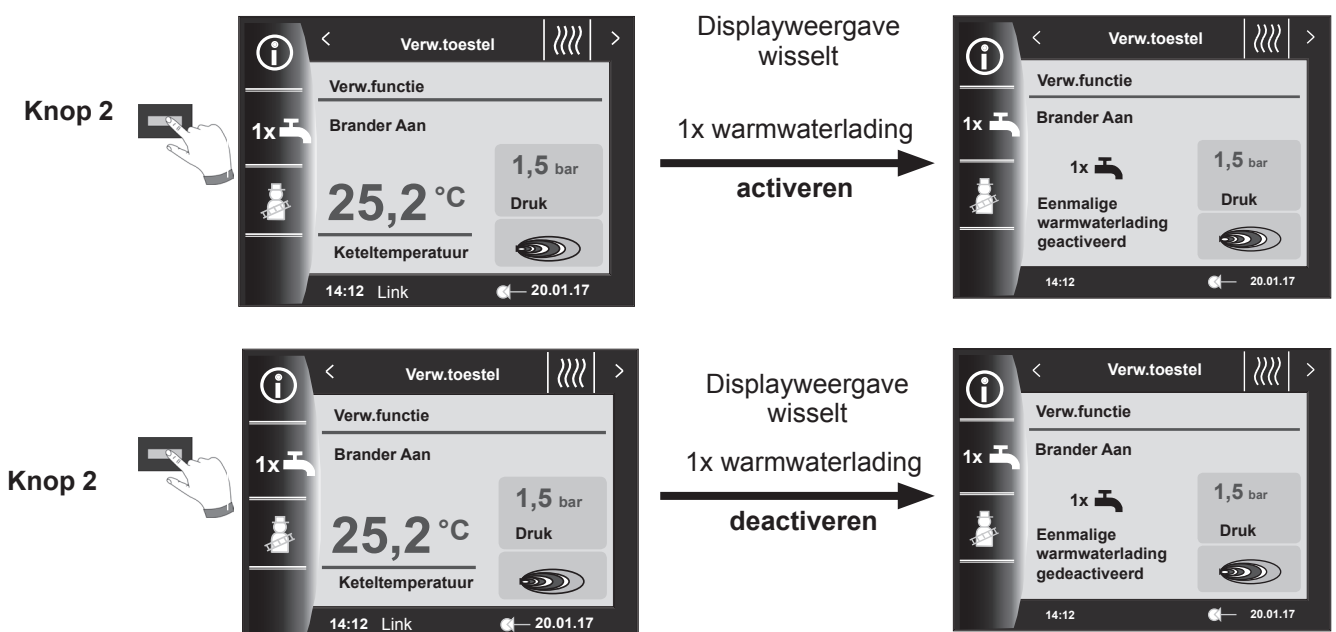 Knop 2
< Verw.toestel >
Verw.functie
1x
Brander Aan
1,5 bar
25,2 °C
Druk
Keteltemperatuur
14:12 Link 20.01.17
Displayweergave
wisselt
1x warmwaterlading
activeren
< Verw.toestel >
Verw.functie
1x
Brander Aan
1x
1,5 bar
Eenmalige
warmwaterlading
geactiveerd
Druk
14:12 20.01.17
Knop 2
< Verw.toestel >
Verw.functie
1x
Brander Aan
1,5 bar
25,2 °C
Druk
Keteltemperatuur
14:12 Link 20.01.17
Displayweergave
wisselt
1x warmwaterlading
deactiveren
< Verw.toestel >
Verw.functie
1x
Brander Aan
1x
1,5 bar
Eenmalige
warmwaterlading
gedeactiveerd
Druk
14:12 20.01.17